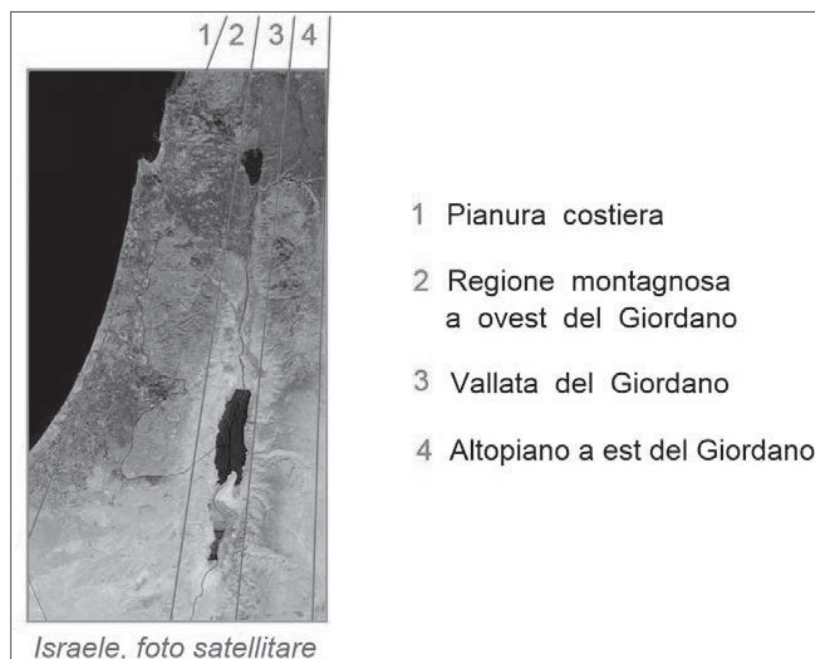 1 2 3 4
1 Pianura costiera
2 Regione montagnosa
a ovest del Giordano
3 Vallata del Giordano
4 Altopiano a est del Giordano
Israele, foto satellitare